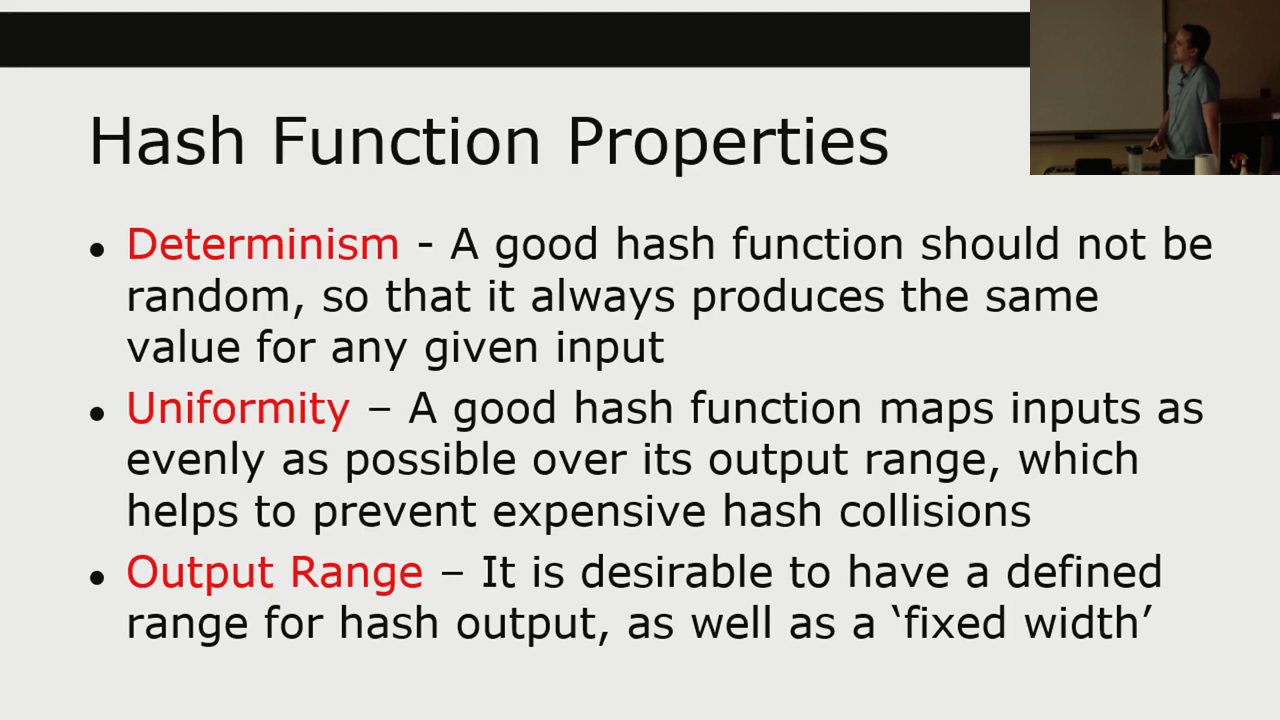 Hash Function Properties
● Determinism - A good hash function should not be
random, so that it always produces the same
value for any given input
● Uniformity – A good hash function maps inputs as
evenly as possible over its output range, which
helps to prevent expensive hash collisions
● Output Range – It is desirable to have a defined
range for hash output, as well as a ‘fixed width’